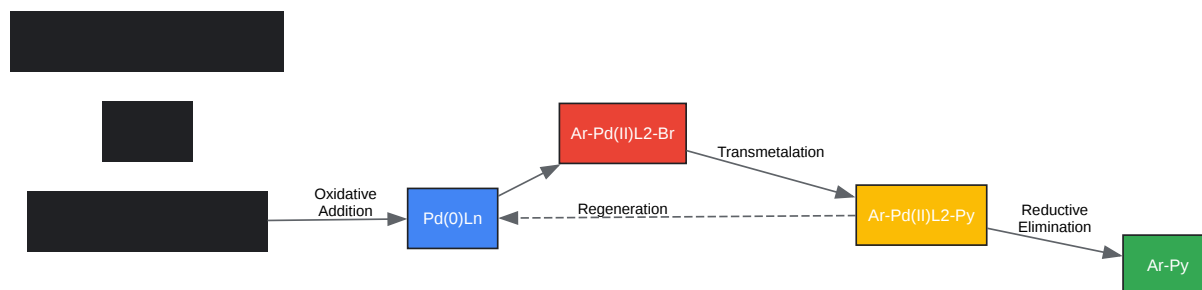 Oxidative
Addition
Pd(0)Ln
Ar-Pd(II)L2-Br
Transmetalation
Regeneration
Ar-Pd(II)L2-Py
Reductive
Elimination
Ar-Py